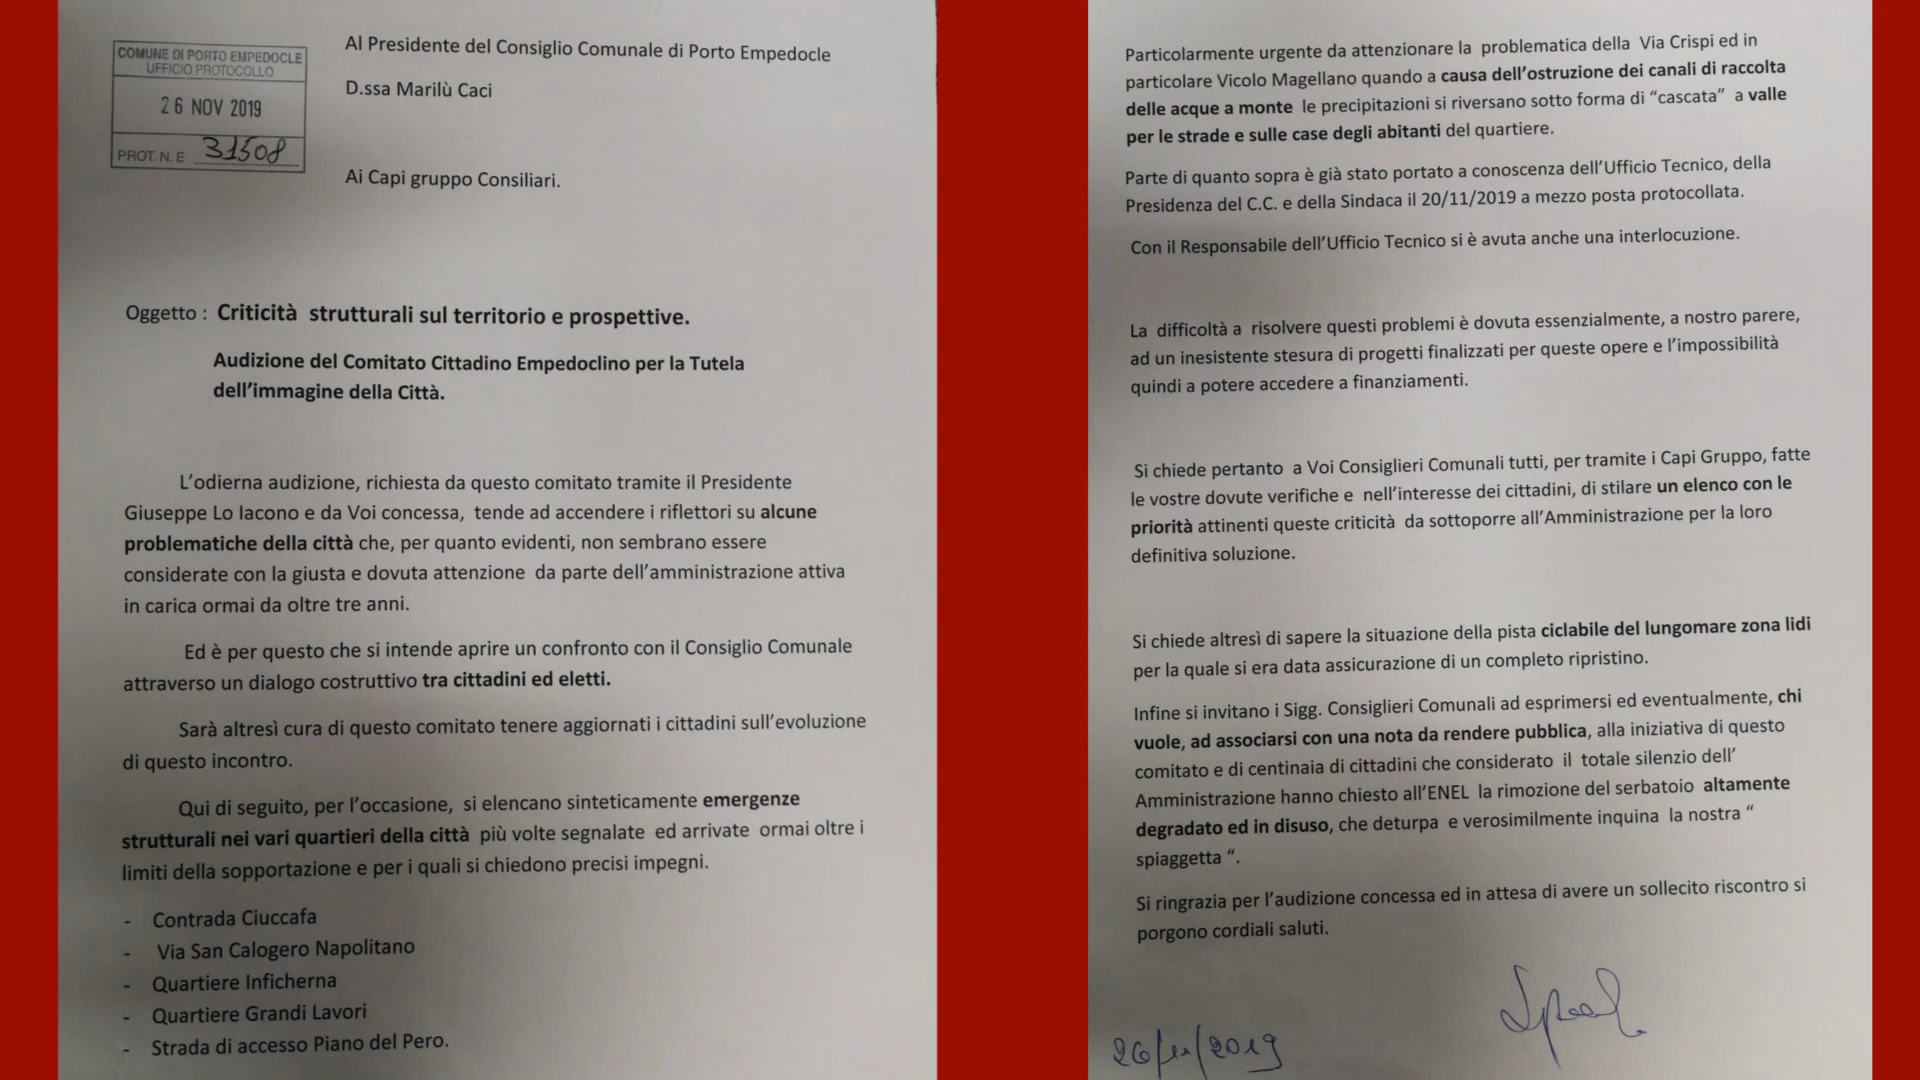 COMUNE DI PORTO EMPEDOCLE
UFFICIO PROTOCOLLO
26 NOV 2019
PROT. N. E 31508
Al Presidente del Consiglio Comunale di Porto Empedocle
D.ssa Marilù Caci
Ai Capi gruppo Consiliari.
Oggetto : Criticità strutturali sul territorio e prospettive.
Audizione del Comitato Cittadino Empedoclino per la Tutela
dell'immagine della Città.
L'odierna audizione, richiesta da questo comitato tramite il Presidente
Giuseppe Lo Iacono e da Voi concessa, tende ad accendere i riflettori su alcune
problematiche della città che, per quanto evidenti, non sembrano essere
considerate con la giusta e dovuta attenzione da parte dell'amministrazione attiva
in carica ormai da oltre tre anni.
Ed è per questo che si intende aprire un confronto con il Consiglio Comunale
attraverso un dialogo costruttivo tra cittadini ed eletti.
Sarà altresì cura di questo comitato tenere aggiornati i cittadini sull'evoluzione
di questo incontro.
Qui di seguito, per l'occasione, si elencano sinteticamente emergenze
strutturali nei vari quartieri della città più volte segnalate ed arrivate ormai oltre i
limiti della sopportazione e per i quali si chiedono precisi impegni.
- Contrada Ciuccafa
- Via San Calogero Napolitano
- Quartiere Inficherna
- Quartiere Grandi Lavori
- Strada di accesso Piano del Pero.
Particolarmente urgente da attenzionare la problematica della Via Crispi ed in
particolare Vicolo Magellano quando a causa dell'ostruzione dei canali di raccolta
delle acque a monte le precipitazioni si riversano sotto forma di "cascata" a valle
per le strade e sulle case degli abitanti del quartiere.
Parte di quanto sopra è già stato portato a conoscenza dell'Ufficio Tecnico, della
Presidenza del C.C. e della Sindaca il 20/11/2019 a mezzo posta protocollata.
Con il Responsabile dell'Ufficio Tecnico si è avuta anche una interlocuzione.
La difficoltà a risolvere questi problemi è dovuta essenzialmente, a nostro parere,
ad un inesistente stesura di progetti finalizzati per queste opere e l'impossibilità
quindi a potere accedere a finanziamenti.
Si chiede pertanto a Voi Consiglieri Comunali tutti, per tramite i Capi Gruppo, fatte
le vostre dovute verifiche e nell'interesse dei cittadini, di stilare un elenco con le
priorità attinenti queste criticità da sottoporre all'Amministrazione per la loro
definitiva soluzione.
Si chiede altresì di sapere la situazione della pista ciclabile del lungomare zona lidi
per la quale si era data assicurazione di un completo ripristino.
Infine si invitano i Sigg. Consiglieri Comunali ad esprimersi ed eventualmente, chi
vuole, ad associarsi con una nota da rendere pubblica, alla iniziativa di questo
comitato e di centinaia di cittadini che considerato il totale silenzio dell'
Amministrazione hanno chiesto all'ENEL la rimozione del serbatoio altamente
degradato ed in disuso, che deturpa e verosimilmente inquina la nostra "
spiaggetta ".
Si ringrazia per l'audizione concessa ed in attesa di avere un sollecito riscontro si
porgono cordiali saluti.
26/11/2019